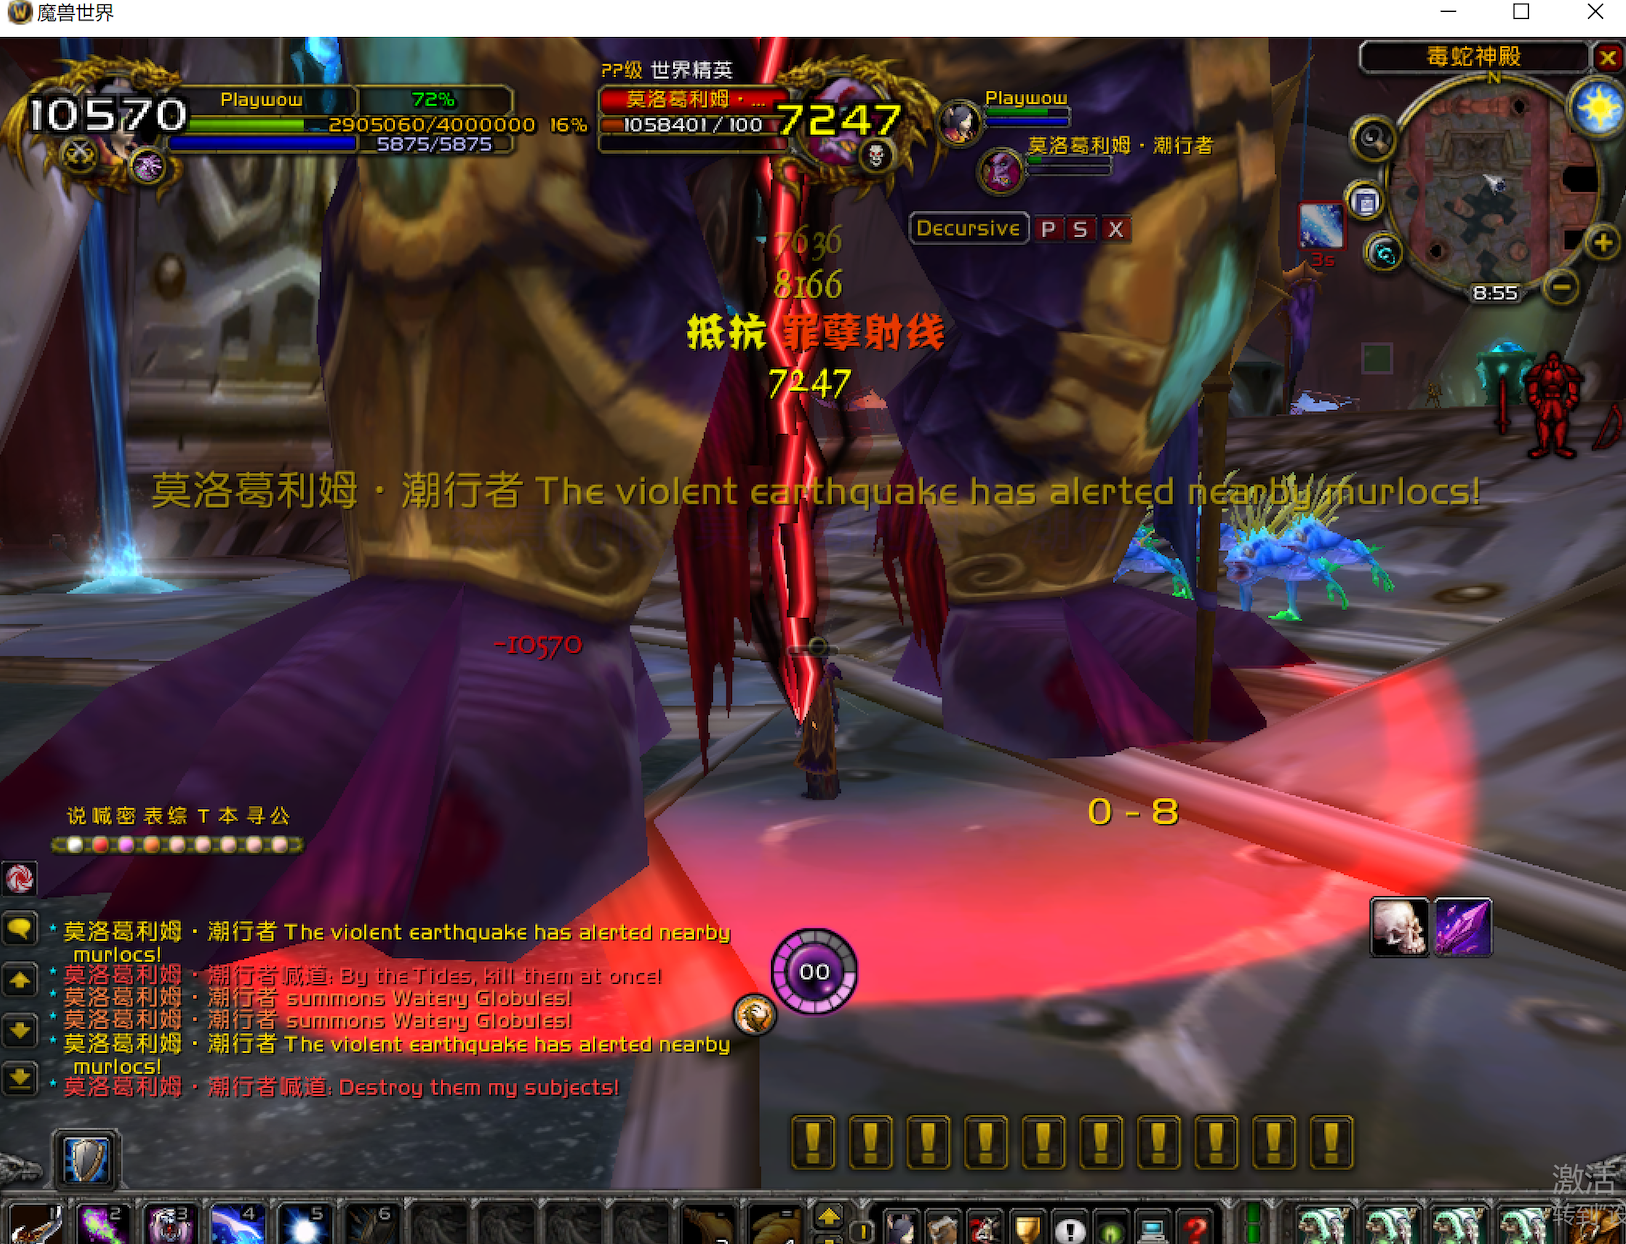 魔兽世界
10570
Playwow
72%
2905060/4000000 16%
5875/5875
??级 世界精英
莫洛葛利姆·...
1058401/100
7247
Playwow
莫洛葛利姆·潮行者
毒蛇神殿
N
Decursive P S X
3s
8:55
7636
8166
抵抗 罪孽射线
7247
莫洛葛利姆·潮行者 The violent earthquake has alerted nearby murlocs!
-10570
0 - 8
说 喊 密 表 综 T 本 寻 公
* 莫洛葛利姆·潮行者 The violent earthquake has alerted nearby
murlocs!
* 莫洛葛利姆·潮行者喊道: By the Tides, kill them at once!
* 莫洛葛利姆·潮行者 summons Watery Globules!
* 莫洛葛利姆·潮行者 summons Watery Globules!
* 莫洛葛利姆·潮行者 The violent earthquake has alerted nearby
murlocs!
* 莫洛葛利姆·潮行者喊道: Destroy them my subjects!
00
激活
1 2 3 4 5 6 - =